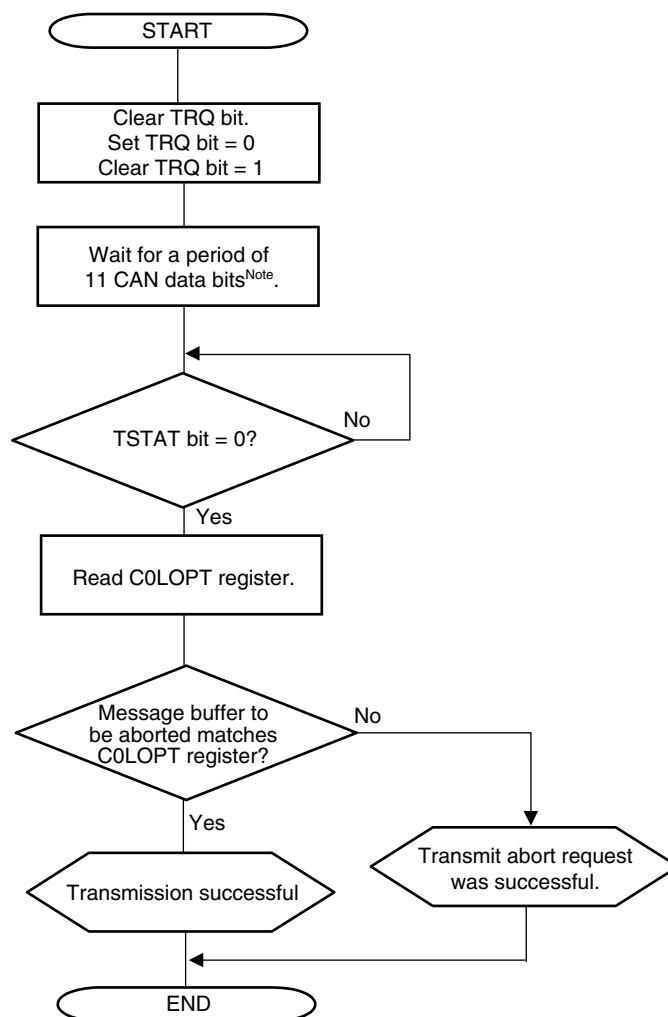 START
Clear TRQ bit.
Set TRQ bit = 0
Clear TRQ bit = 1
Wait for a period of
11 CAN data bitsNote.
TSTAT bit = 0?
No
Yes
Read C0LOPT register.
Message buffer to
be aborted matches
C0LOPT register?
No
Yes
Transmission successful
Transmit abort request
was successful.
END